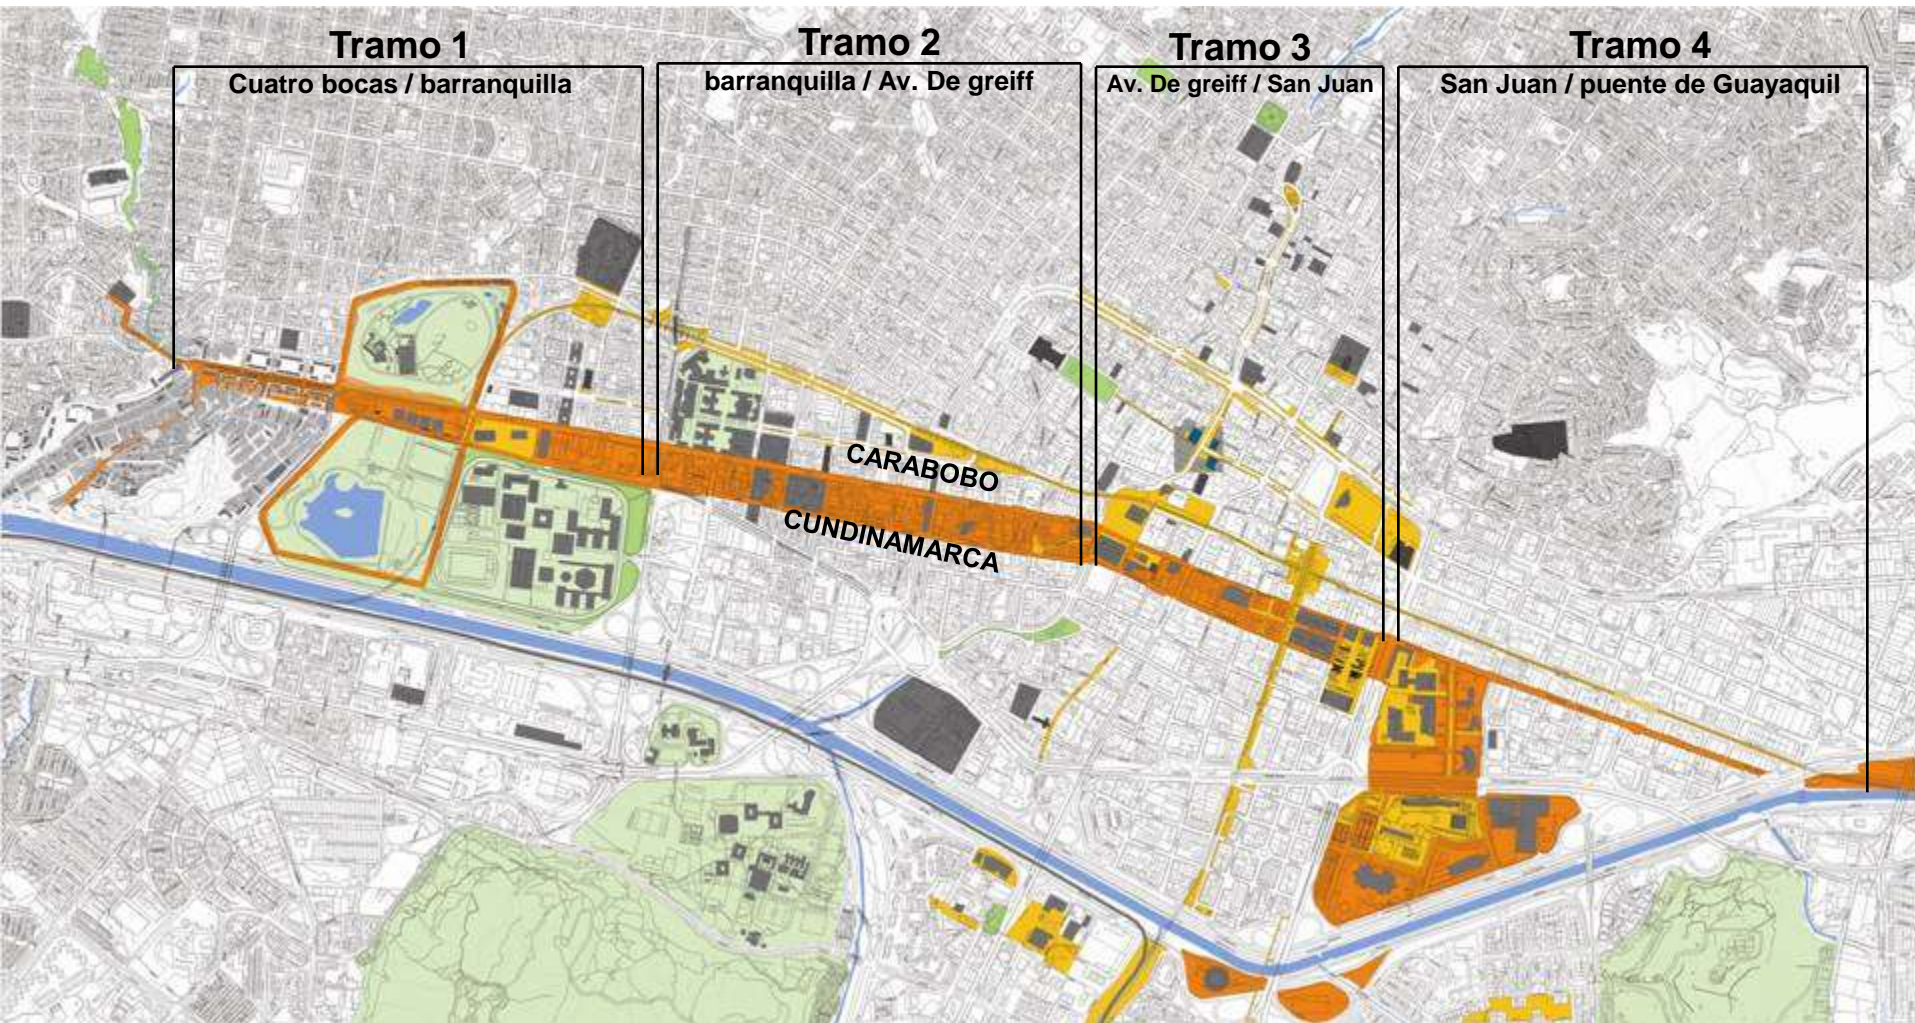 Tramo 1
Cuatro bocas / barranquilla
Tramo 2
barranquilla / Av. De greiff
Tramo 3
Av. De greiff / San Juan
Tramo 4
San Juan / puente de Guayaquil
CARABOBO
CUNDINAMARCA